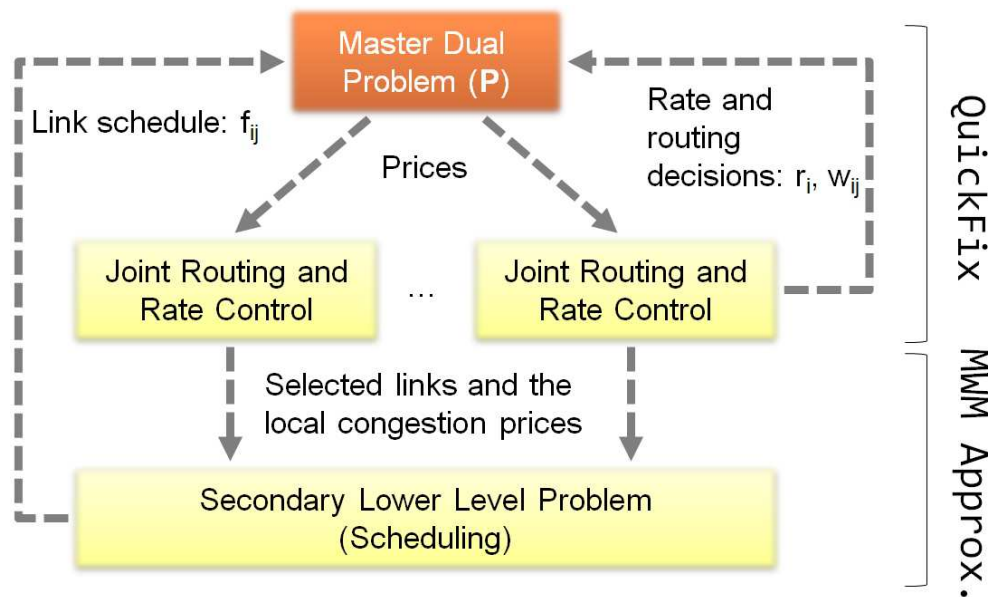 Master Dual
Problem (P)
Link schedule: fij
Prices
Rate and
routing
decisions: ri, wij
Joint Routing and
Rate Control
...
Joint Routing and
Rate Control
Selected links and the
local congestion prices
Secondary Lower Level Problem
(Scheduling)
QuickFix
MWM Approx.